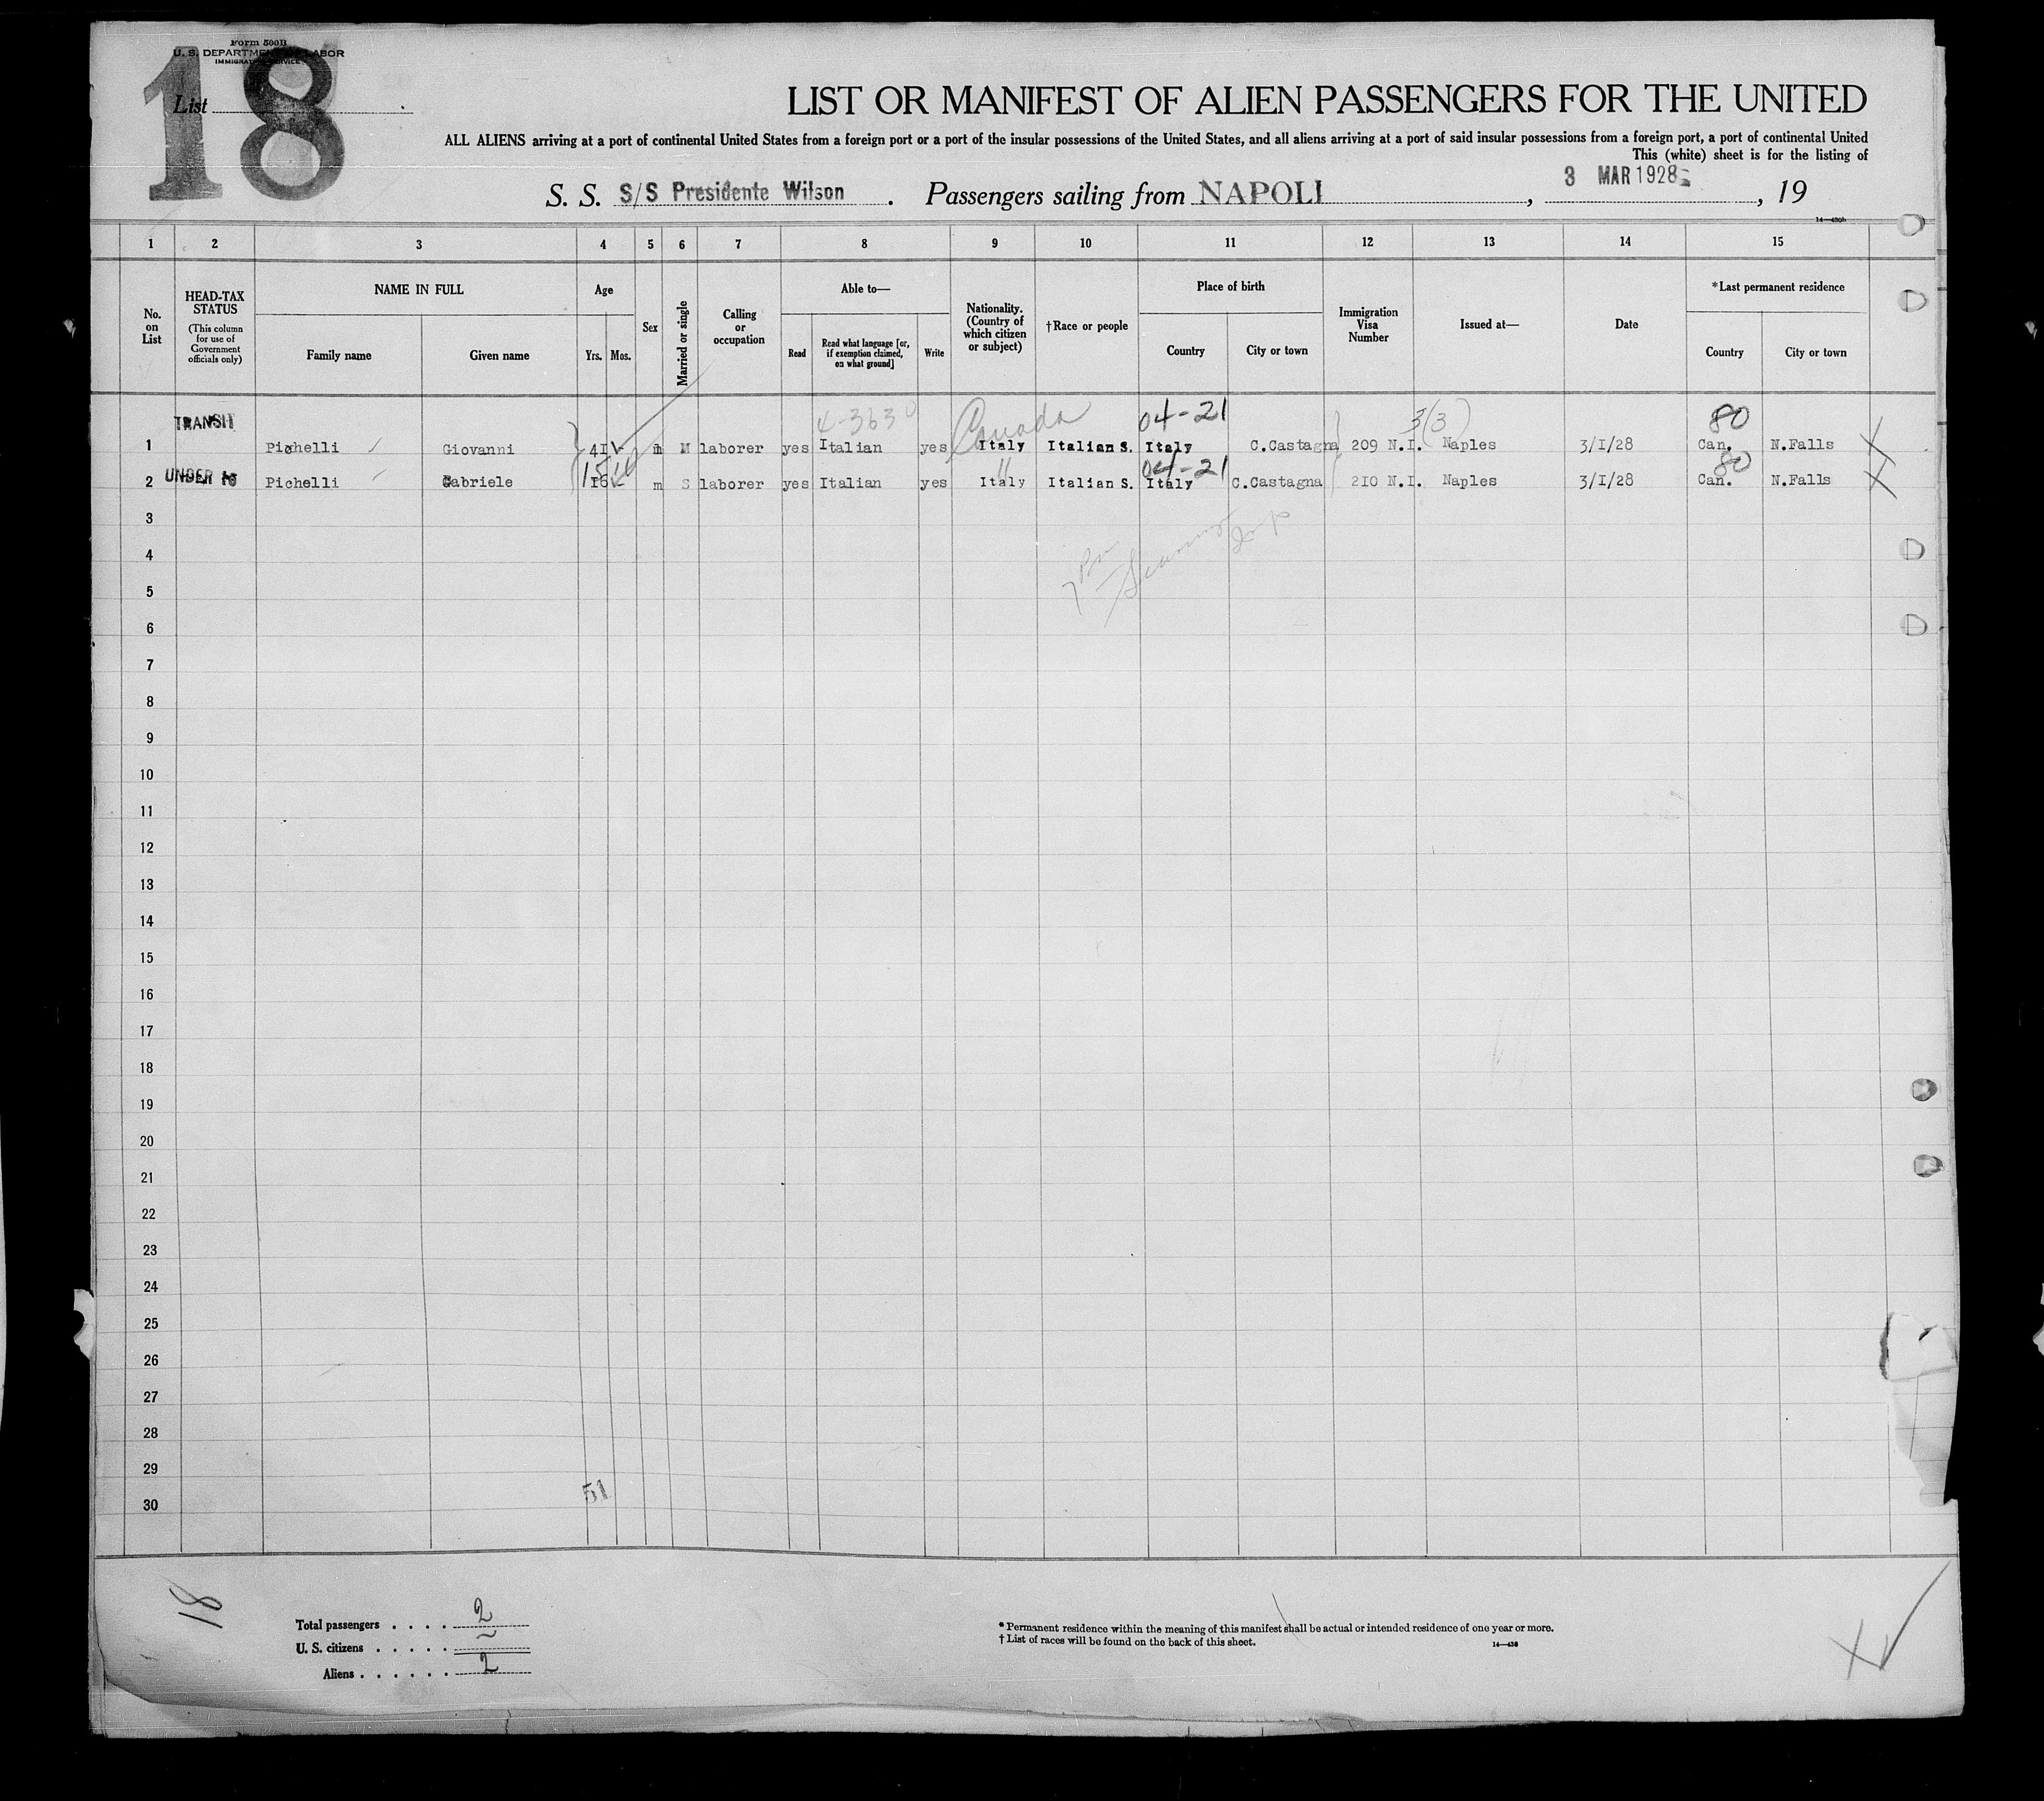 Form 500B
U. S. DEPARTMENT OF LABOR
IMMIGRATION SERVICE
18
List
LIST OR MANIFEST OF ALIEN PASSENGERS FOR THE UNITED
ALL ALIENS arriving at a port of continental United States from a foreign port or a port of the insular possessions of the United States, and all aliens arriving at a port of said insular possessions from a foreign port, a port of continental United
This (white) sheet is for the listing of
S. S. S/S Presidente Wilson . Passengers sailing from NAPOLI , 3 MAR 1928 , 19
1 2 3 4 5 6 7 8 9 10 11 12 13 14 15
No. on List
HEAD-TAX STATUS (This column for use of Government officials only)
NAME IN FULL
Family name Given name
Age
Yrs. Mos.
Sex
Married or single
Calling or occupation
Able to—
Read Read what language [or, if exemption claimed, on what ground] Write
Nationality. (Country of which citizen or subject)
†Race or people
Place of birth
Country City or town
Immigration Visa Number
Issued at—
Date
*Last permanent residence
Country City or town
TRANSIT 4-3630 Canada 04-21 3(3) 80
1 Pichelli Giovanni 41 m M laborer yes Italian yes Italy Italian S. Italy C.Castagna 209 N.I. Naples 3/1/28 Can. N.Falls
UNDER 16 15 " 04-21 80
2 Pichelli Gabriele 16 m S laborer yes Italian yes Italy Italian S. Italy C.Castagna 210 N.I. Naples 3/1/28 Can. N.Falls
3
4
5
6
7
8
9
10
11
12
13
14
15
16
17
18
19
20
21
22
23
24
25
26
27
28
29
30
51
18
Total passengers . . . . 2
U. S. citizens . . . . .
Aliens . . . . . . 2
* Permanent residence within the meaning of this manifest shall be actual or intended residence of one year or more.
† List of races will be found on the back of this sheet.
14—438